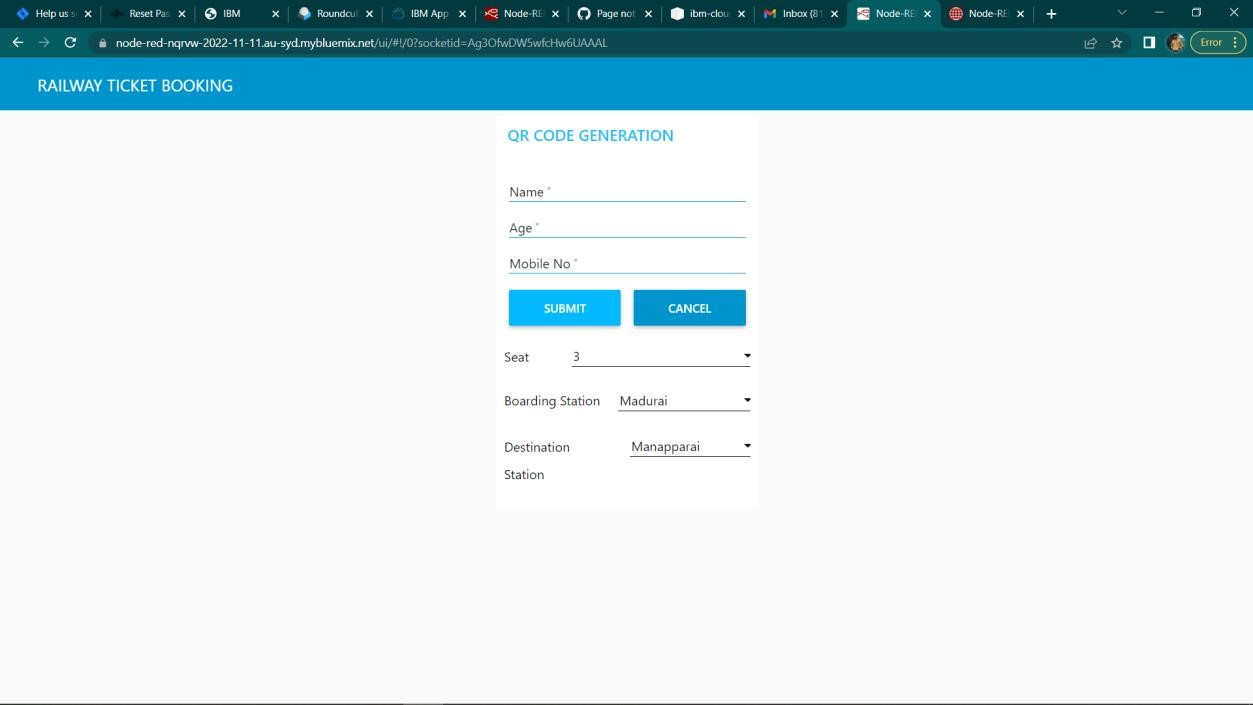 Help us s
Reset Pas
IBM
Roundcu
IBM App
Node-RE
Page not
ibm-clou
Inbox (81
Node-RE
Node-RE
node-red-nqrvw-2022-11-11.au-syd.mybluemix.net/ui/#!/0?socketid=Ag3OfwDW5wfcHw6UAAAL
Error
RAILWAY TICKET BOOKING
QR CODE GENERATION
Name *
Age *
Mobile No *
SUBMIT CANCEL
Seat 3
Boarding Station Madurai
Destination Manapparai
Station